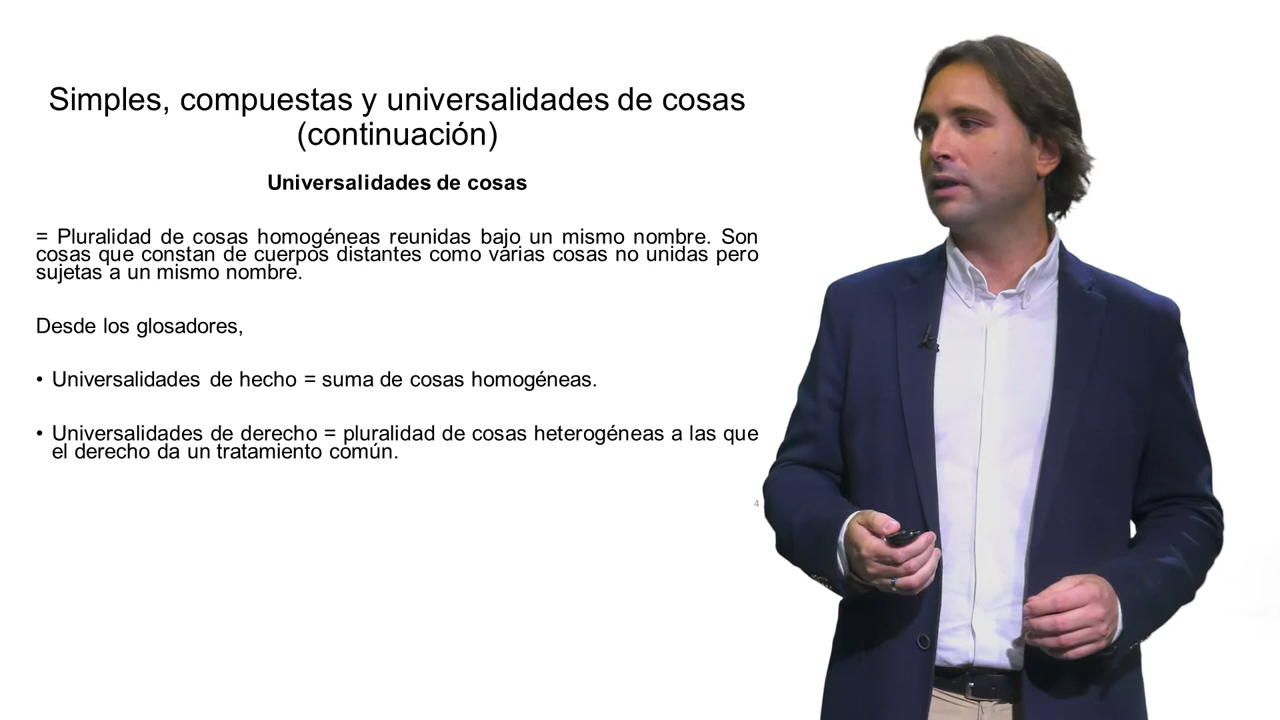 Simples, compuestas y universalidades de cosas
(continuación)
Universalidades de cosas
= Pluralidad de cosas homogéneas reunidas bajo un mismo nombre. Son
cosas que constan de cuerpos distantes como varias cosas no unidas pero
sujetas a un mismo nombre.
Desde los glosadores,
• Universalidades de hecho = suma de cosas homogéneas.
• Universalidades de derecho = pluralidad de cosas heterogéneas a las que
el derecho da un tratamiento común.
4